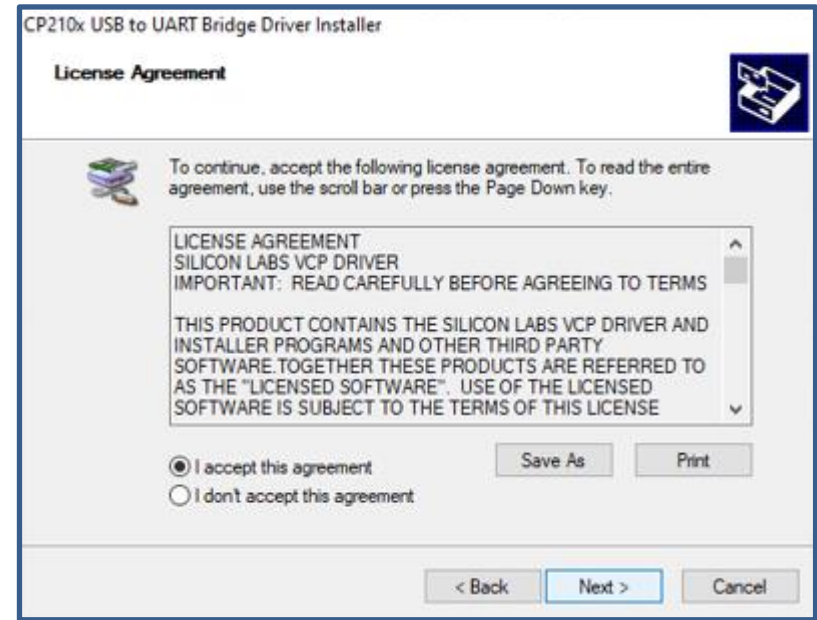 CP210x USB to UART Bridge Driver Installer
License Agreement
To continue, accept the following license agreement. To read the entire
agreement, use the scroll bar or press the Page Down key.
LICENSE AGREEMENT
SILICON LABS VCP DRIVER
IMPORTANT:  READ CAREFULLY BEFORE AGREEING TO TERMS
THIS PRODUCT CONTAINS THE SILICON LABS VCP DRIVER AND
INSTALLER PROGRAMS AND OTHER THIRD PARTY
SOFTWARE.TOGETHER THESE PRODUCTS ARE REFERRED TO
AS THE "LICENSED SOFTWARE".  USE OF THE LICENSED
SOFTWARE IS SUBJECT TO THE TERMS OF THIS LICENSE
I accept this agreement
Save As
Print
I don't accept this agreement
< Back
Next >
Cancel